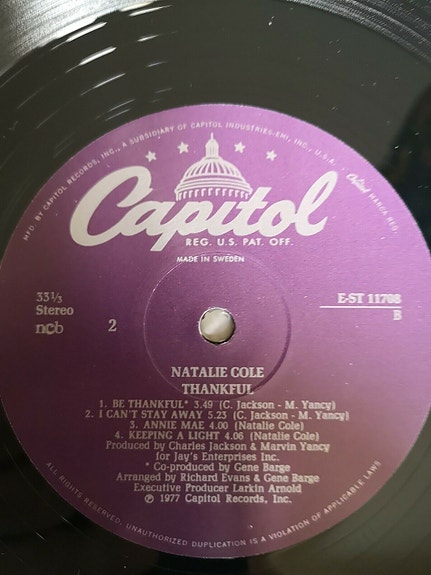 MFD. BY CAPITOL RECORDS, INC., A SUBSIDIARY OF CAPITOL INDUSTRIES-EMI, INC., U.S.A.
Capitol MARCA REG.
Capitol
REG. U.S. PAT. OFF.
MADE IN SWEDEN
33⅓
Stereo
ncb
2
E-ST 11708
B
NATALIE COLE
THANKFUL
1. BE THANKFUL* 3.49 (C. Jackson - M. Yancy)
2. I CAN'T STAY AWAY 5.23 (C. Jackson - M. Yancy)
3. ANNIE MAE 4.00 (Natalie Cole)
4. KEEPING A LIGHT 4.06 (Natalie Cole)
Produced by Charles Jackson & Marvin Yancy
for Jay's Enterprises Inc.
* Co-produced by Gene Barge
Arranged by Richard Evans & Gene Barge
Executive Producer Larkin Arnold
℗ 1977 Capitol Records, Inc.
ALL RIGHTS RESERVED. UNAUTHORIZED DUPLICATION IS A VIOLATION OF APPLICABLE LAWS